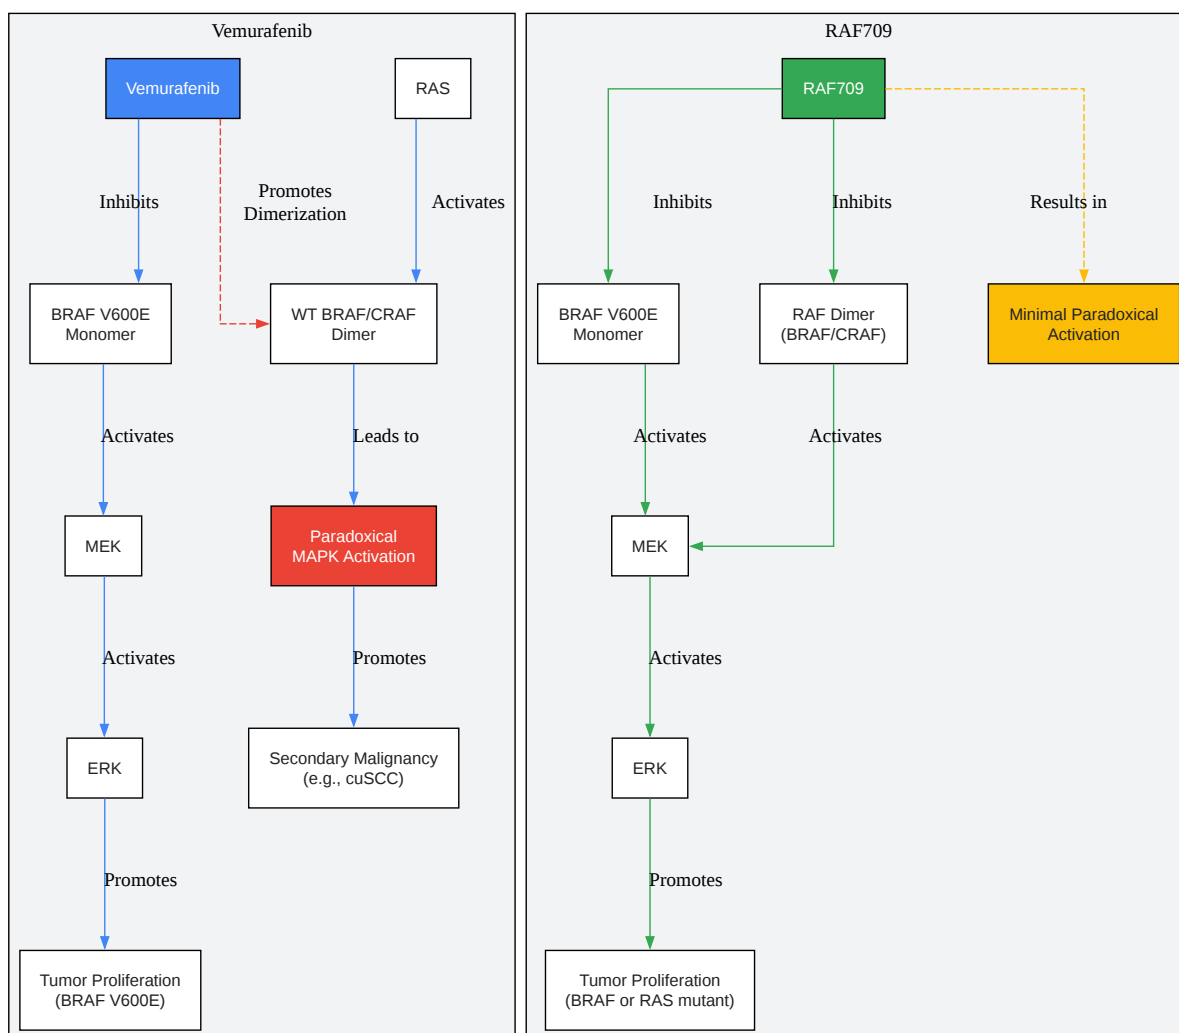 Vemurafenib
Vemurafenib
RAS
Inhibits
Promotes
Dimerization
Activates
BRAF V600E
Monomer
WT BRAF/CRAF
Dimer
Activates
Leads to
MEK
Paradoxical
MAPK Activation
Activates
Promotes
ERK
Secondary Malignancy
(e.g., cuSCC)
Promotes
Tumor Proliferation
(BRAF V600E)
RAF709
RAF709
Inhibits
Inhibits
Results in
BRAF V600E
Monomer
RAF Dimer
(BRAF/CRAF)
Minimal Paradoxical
Activation
Activates
Activates
MEK
Activates
ERK
Promotes
Tumor Proliferation
(BRAF or RAS mutant)